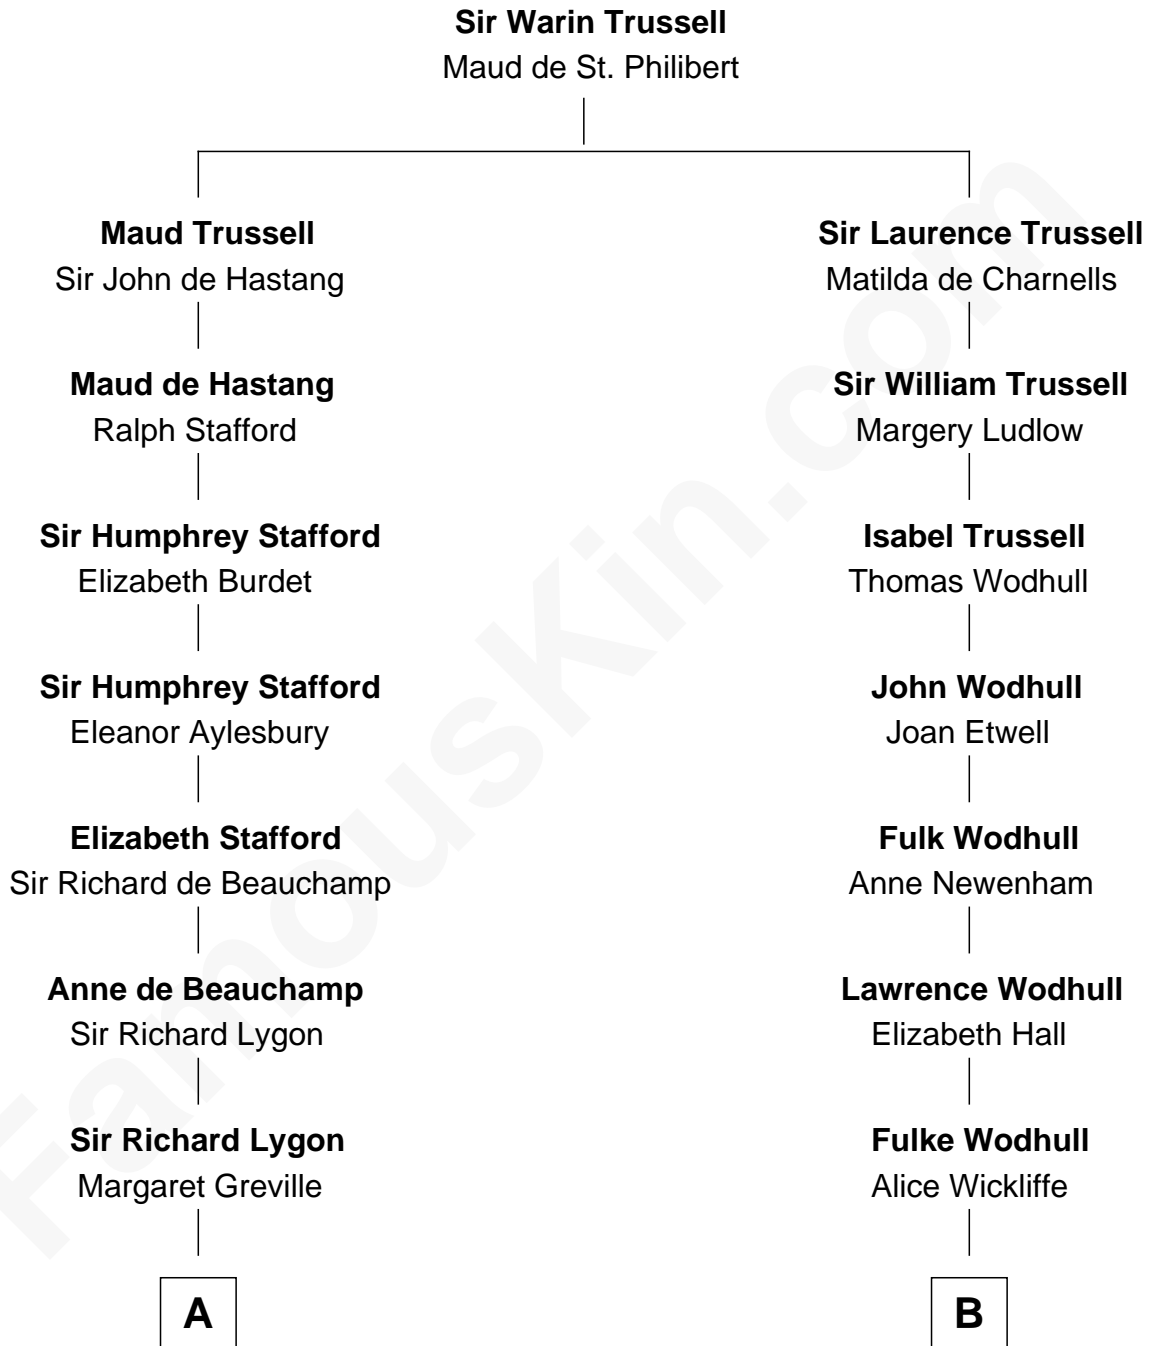 Sir Warin Trussell
Maud de St. Philibert
Maud Trussell
Sir John de Hastang
Maud de Hastang
Ralph Stafford
Sir Humphrey Stafford
Elizabeth Burdet
Sir Humphrey Stafford
Eleanor Aylesbury
Elizabeth Stafford
Sir Richard de Beauchamp
Anne de Beauchamp
Sir Richard Lygon
Sir Richard Lygon
Margaret Greville
A
Sir Laurence Trussell
Matilda de Charnells
Sir William Trussell
Margery Ludlow
Isabel Trussell
Thomas Wodhull
John Wodhull
Joan Etwell
Fulk Wodhull
Anne Newenham
Lawrence Wodhull
Elizabeth Hall
Fulke Wodhull
Alice Wickliffe
B
FamousKin.com